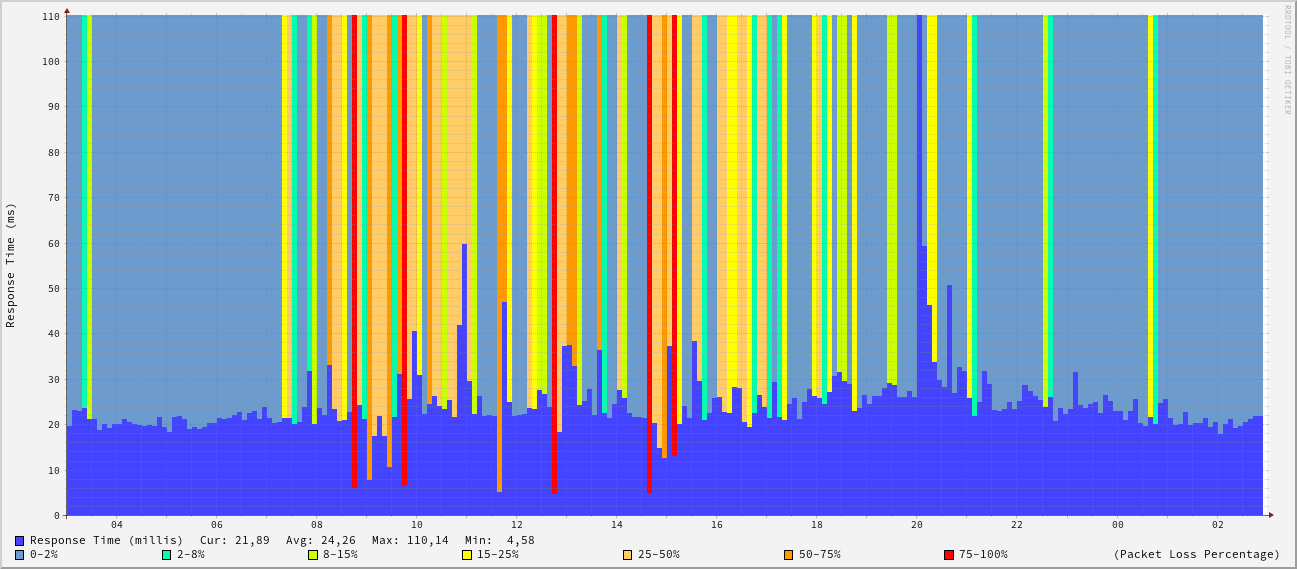 RRDTOOL / TOBI OETIKER
Response Time (ms)
110
100
90
80
70
60
50
40
30
20
10
0
04 06 08 10 12 14 16 18 20 22 00 02
Response Time (millis) Cur: 21,89 Avg: 24,26 Max: 110,14 Min: 4,58
0-2% 2-8% 8-15% 15-25% 25-50% 50-75% 75-100% (Packet Loss Percentage)